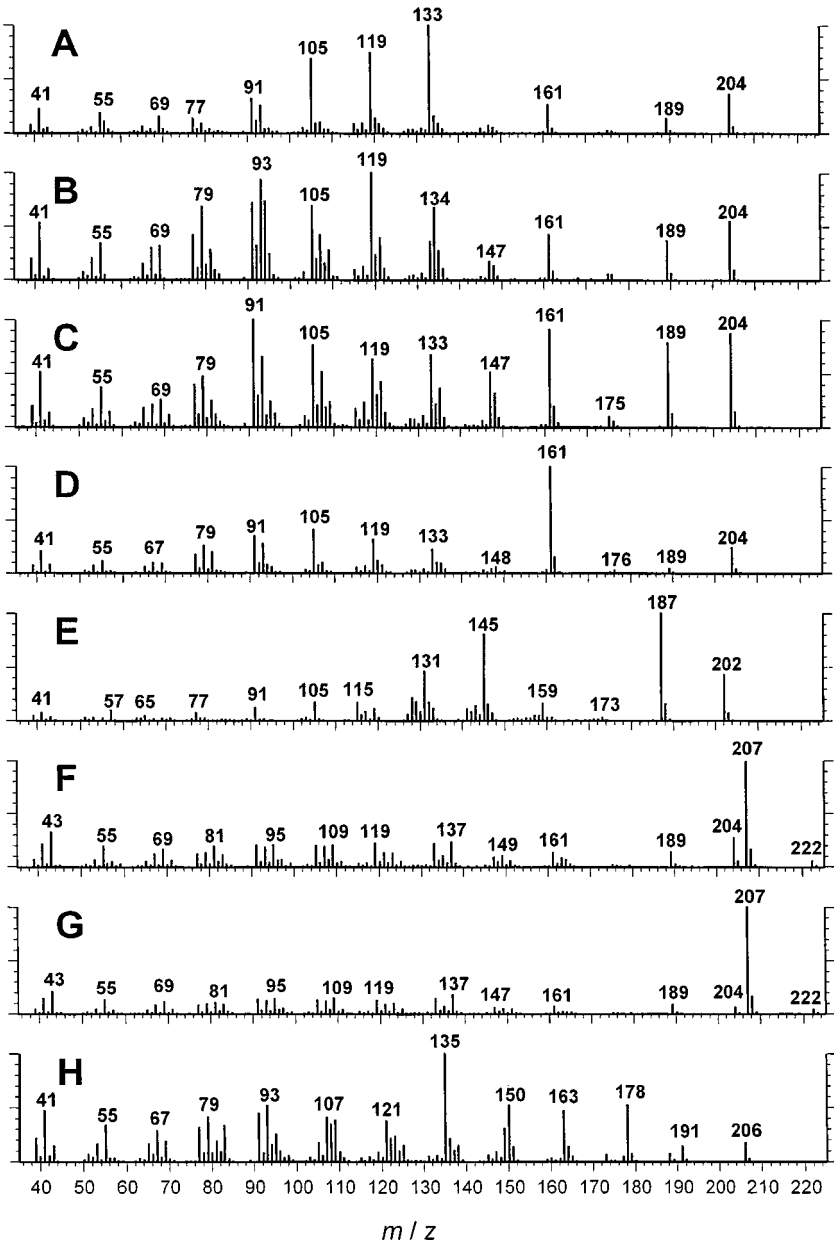 A 41 55 69 77 91 105 119 133 161 189 204
B 41 55 69 79 93 105 119 134 147 161 189 204
C 41 55 69 79 91 105 119 133 147 161 175 189 204
D 41 55 67 79 91 105 119 133 148 161 176 189 204
E 41 57 65 77 91 105 115 131 145 159 173 187 202
F 43 55 69 81 95 109 119 137 149 161 189 204 207 222
G 43 55 69 81 95 109 119 137 147 161 189 204 207 222
H 41 55 67 79 93 107 121 135 150 163 178 191 206
40 50 60 70 80 90 100 110 120 130 140 150 160 170 180 190 200 210 220
m / z